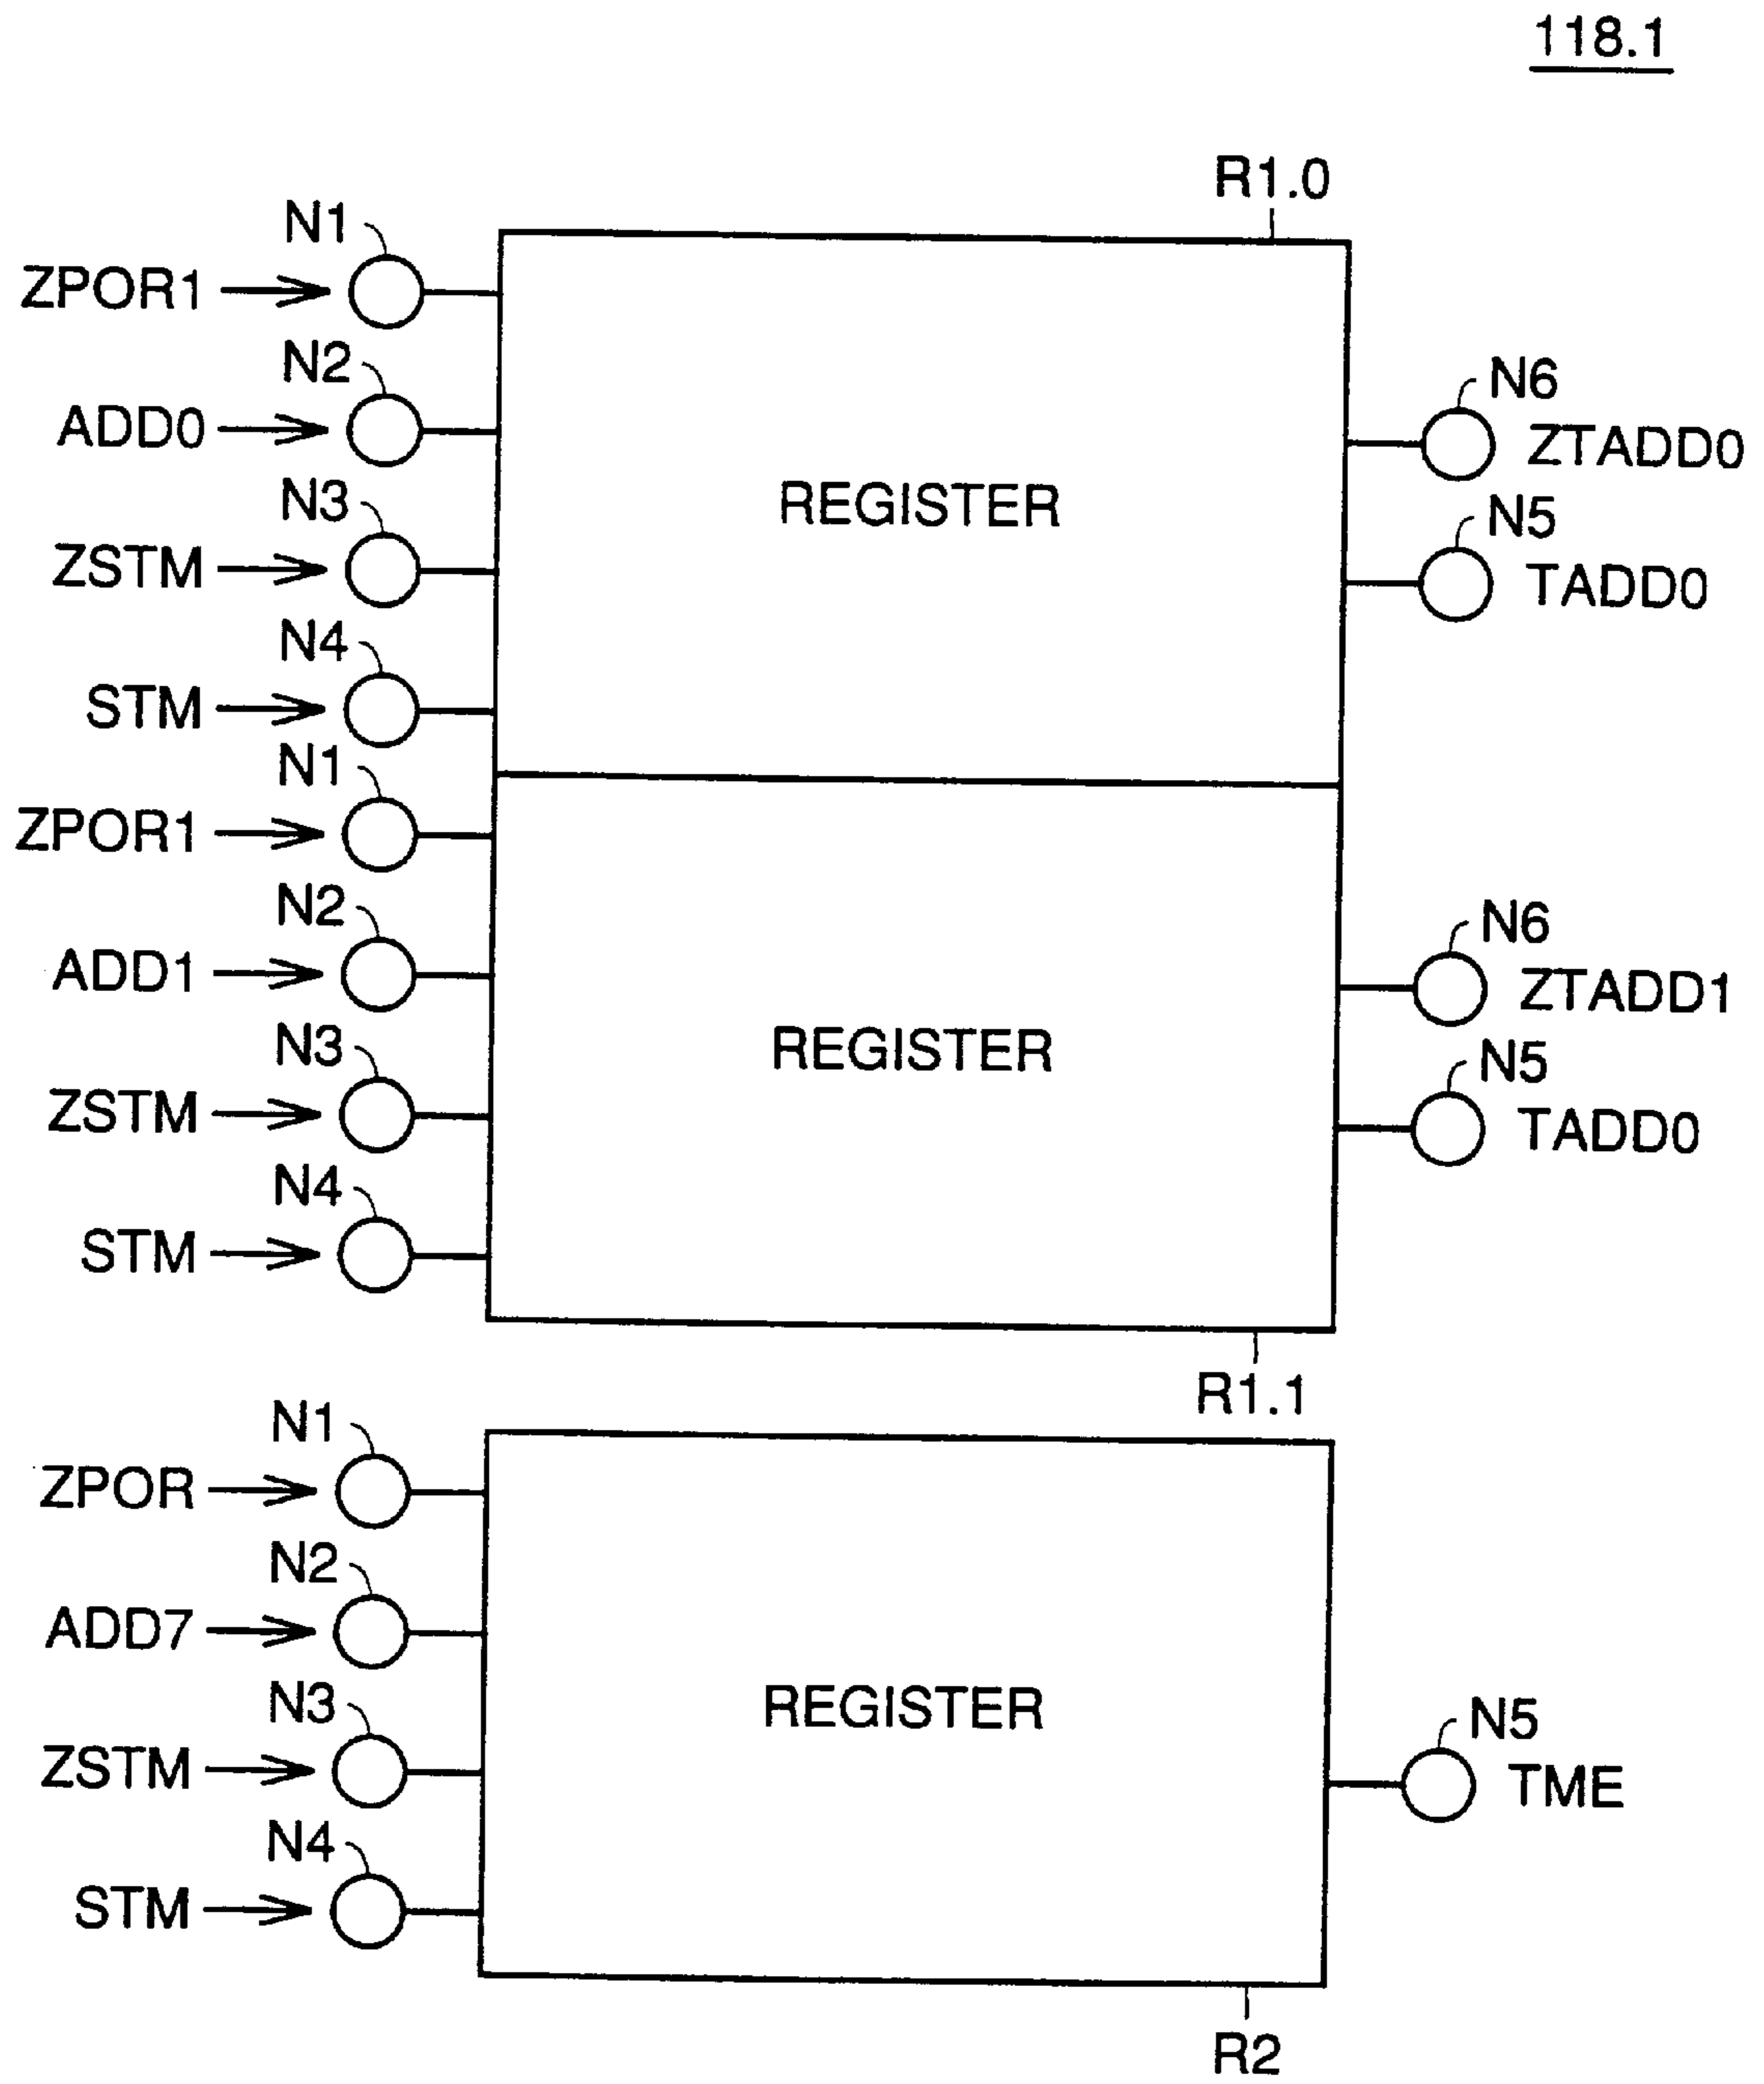 118.1
R1.0
N1
ZPOR1
N2
ADD0
N3
ZSTM
N4
STM
REGISTER
N6
ZTADD0
N5
TADD0
N1
ZPOR1
N2
ADD1
N3
ZSTM
N4
STM
REGISTER
N6
ZTADD1
N5
TADD0
R1.1
N1
ZPOR
N2
ADD7
N3
ZSTM
N4
STM
REGISTER
N5
TME
R2